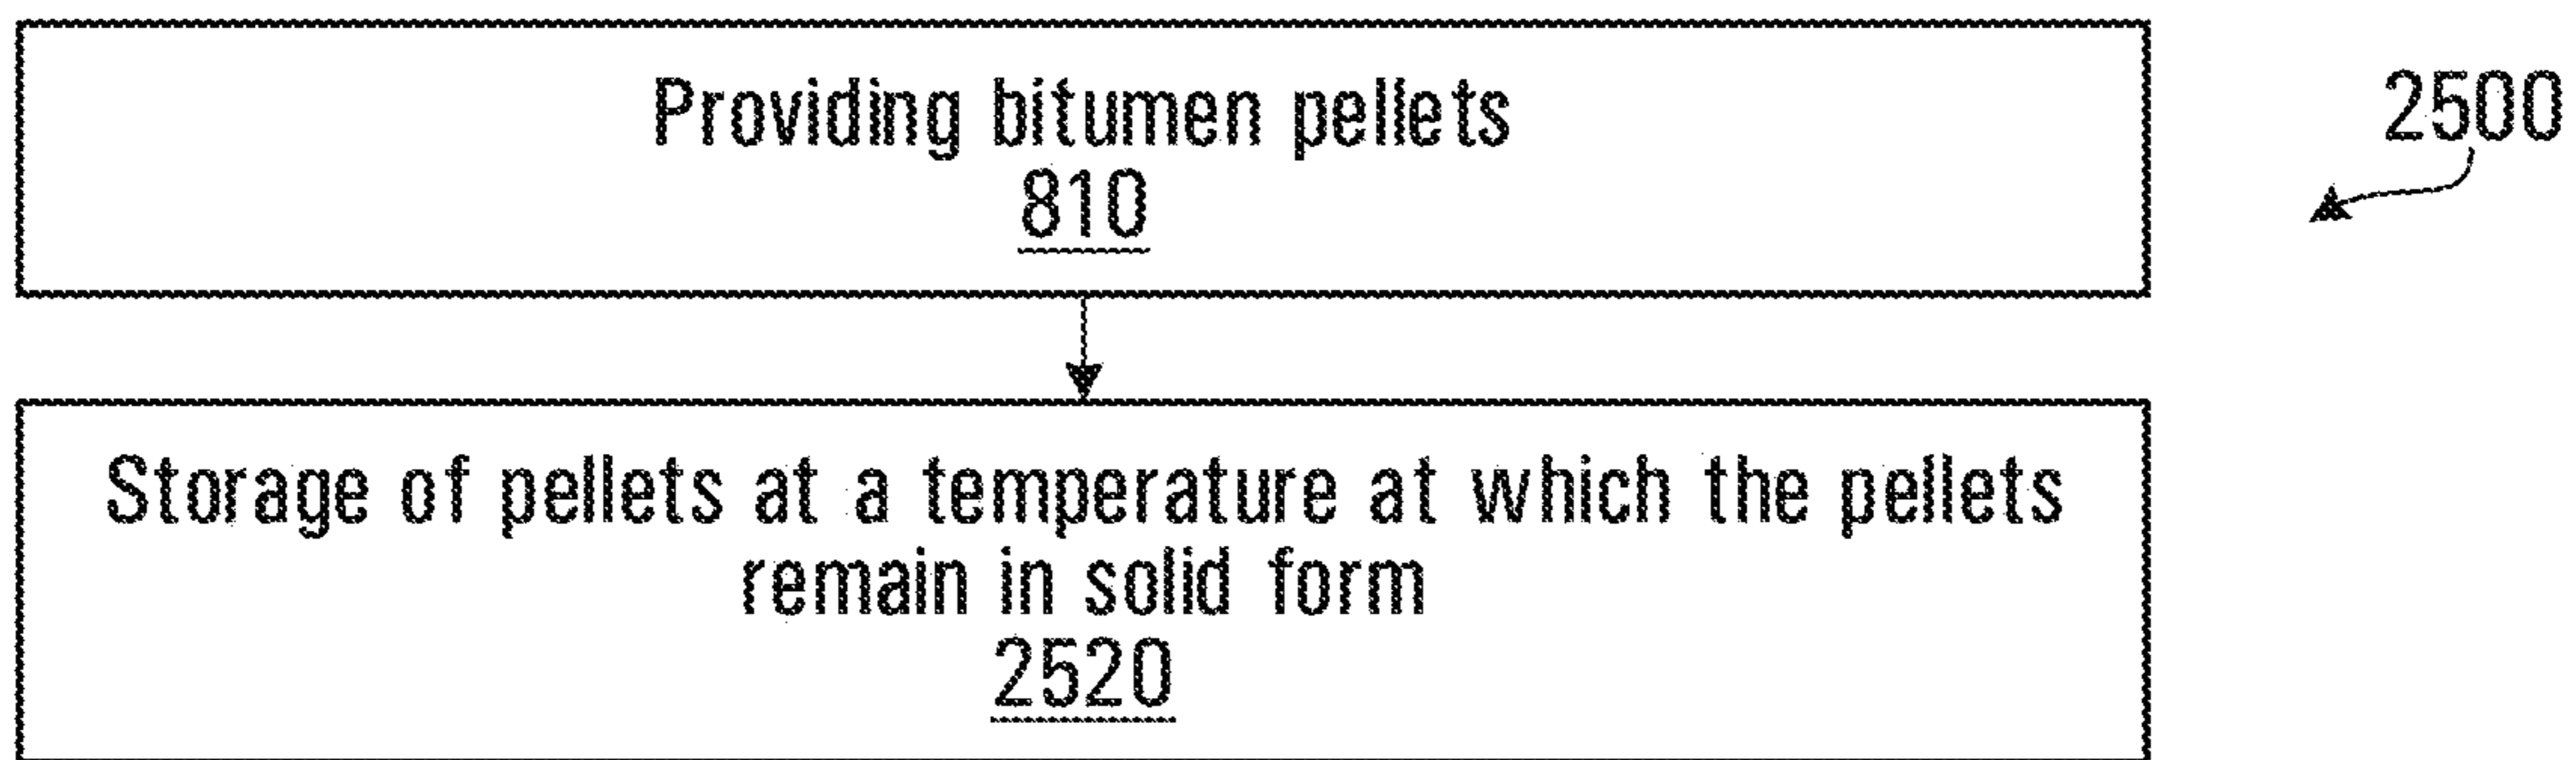 Providing bitumen pellets
810
2500
Storage of pellets at a temperature at which the pellets
remain in solid form
2520